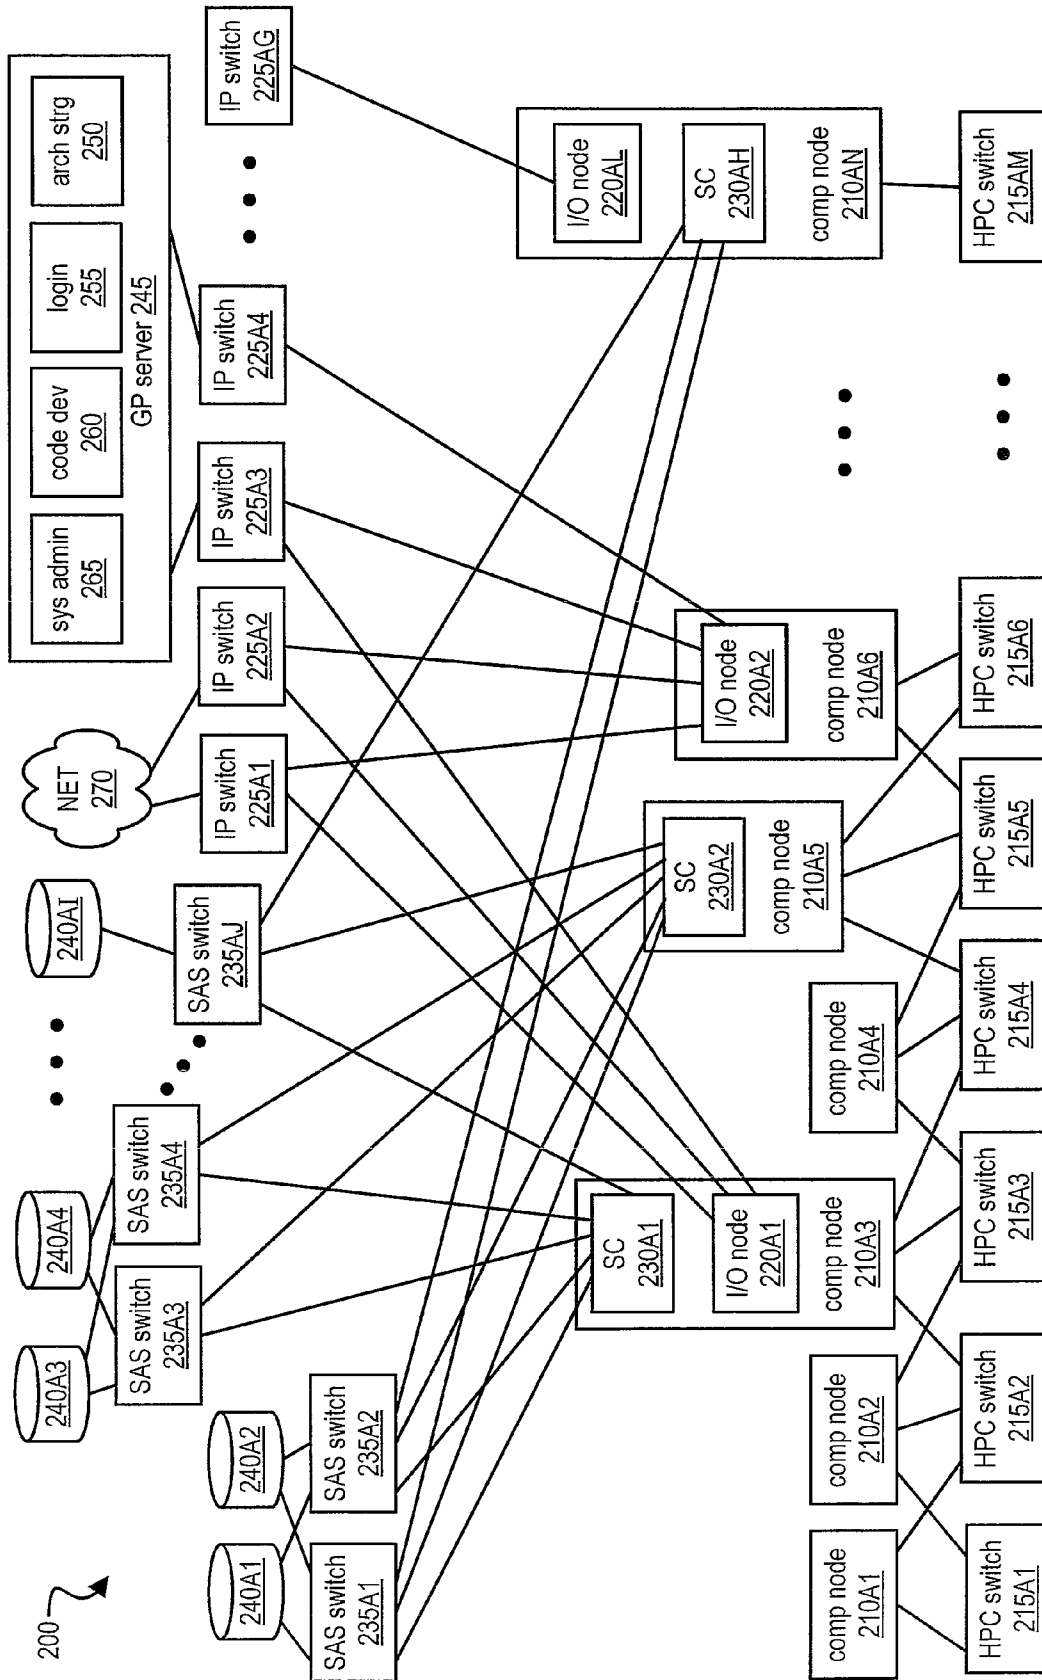 200
240A1
240A2
240A3
240A4
240AI
NET
270
sys admin
265
code dev
260
login
255
arch strg
250
GP server 245
SAS switch
235A1
SAS switch
235A2
SAS switch
235A3
SAS switch
235A4
SAS switch
235AJ
IP switch
225A1
IP switch
225A2
IP switch
225A3
IP switch
225A4
IP switch
225AG
SC
230A1
I/O node
220A1
comp node
210A3
SC
230A2
comp node
210A5
I/O node
220A2
comp node
210A6
I/O node
220AL
SC
230AH
comp node
210AN
comp node
210A1
comp node
210A2
comp node
210A4
HPC switch
215A1
HPC switch
215A2
HPC switch
215A3
HPC switch
215A4
HPC switch
215A5
HPC switch
215A6
HPC switch
215AM